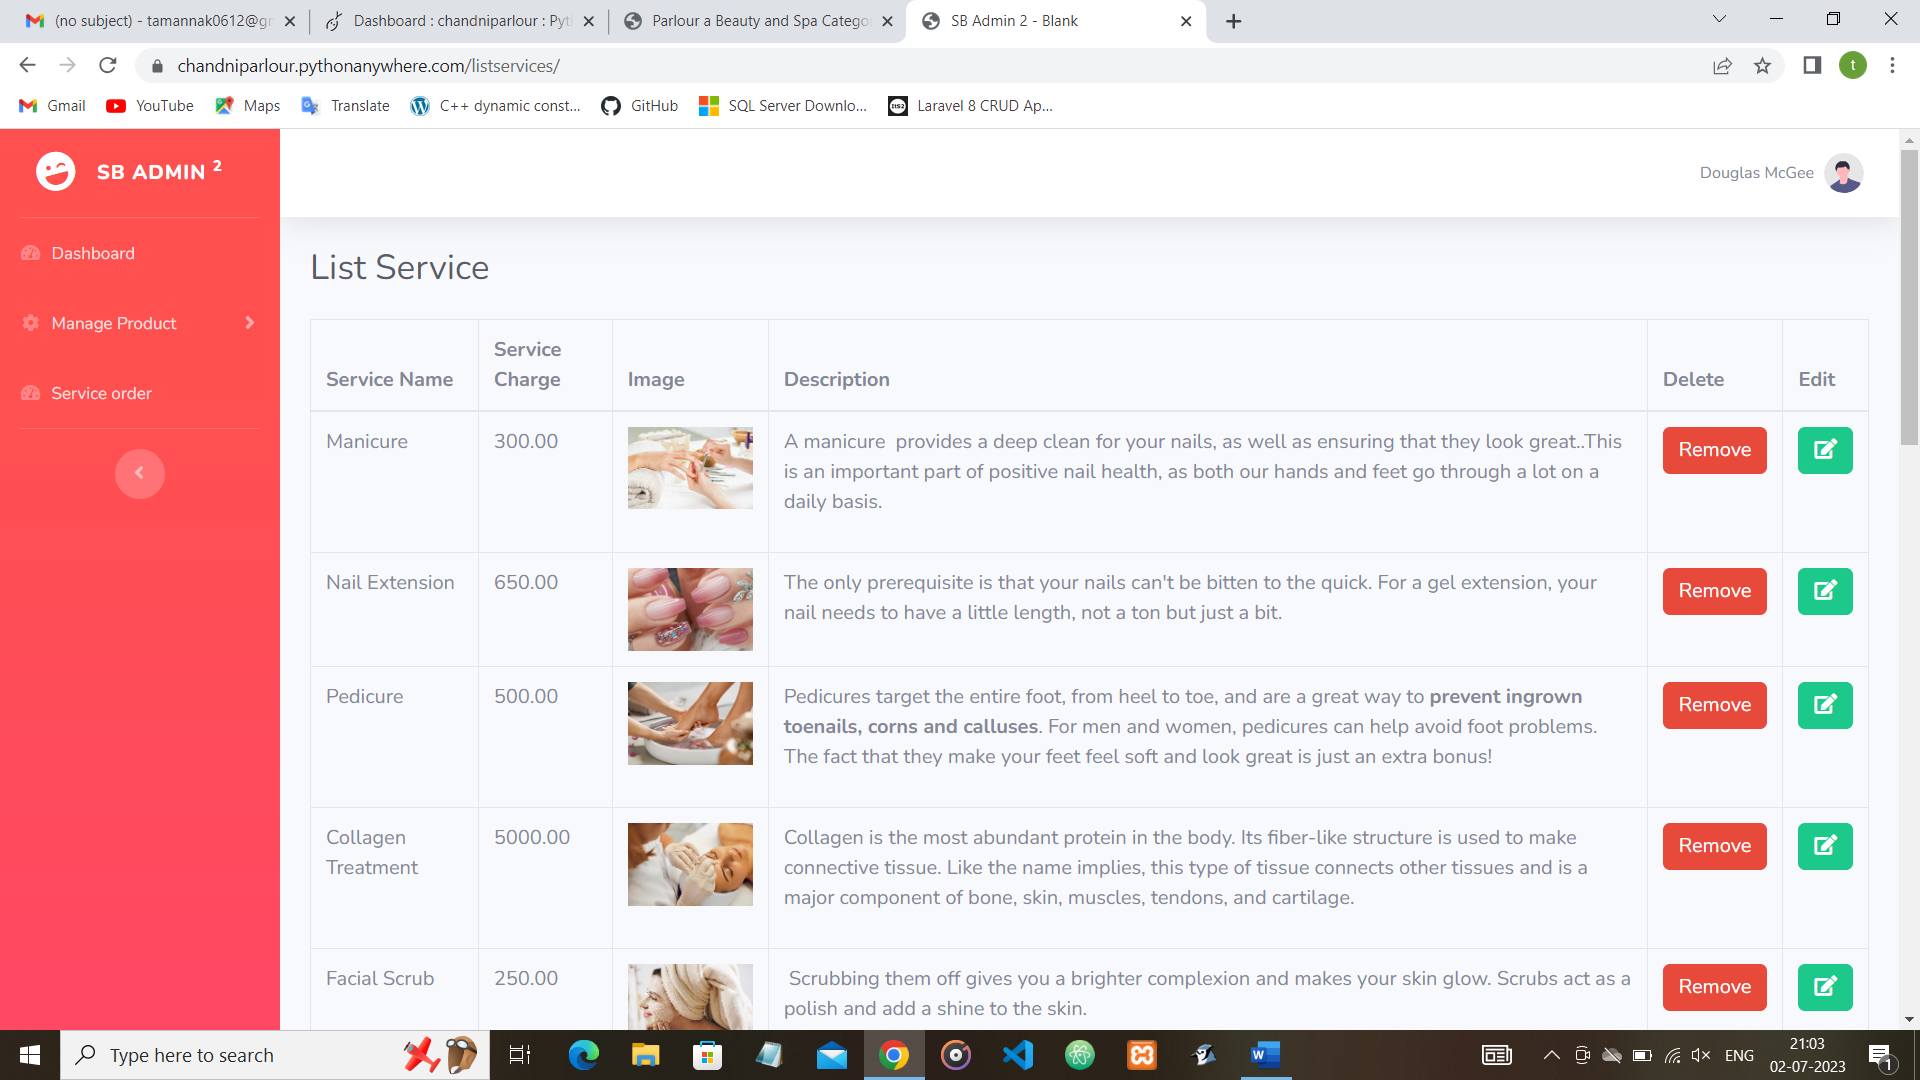 (no subject) - tamannak0612@gr
Dashboard : chandniparlour : Pyt
Parlour a Beauty and Spa Catego
SB Admin 2 - Blank
chandniparlour.pythonanywhere.com/listservices/
t
Gmail
YouTube
Maps
Translate
C++ dynamic const...
GitHub
SQL Server Downlo...
Laravel 8 CRUD Ap...
SB ADMIN 2
Douglas McGee
Dashboard
Manage Product
Service order
List Service
Service Name
Service
Charge
Image
Description
Delete
Edit
Manicure
300.00
A manicure  provides a deep clean for your nails, as well as ensuring that they look great..This
is an important part of positive nail health, as both our hands and feet go through a lot on a
daily basis.
Remove
Nail Extension
650.00
The only prerequisite is that your nails can't be bitten to the quick. For a gel extension, your
nail needs to have a little length, not a ton but just a bit.
Remove
Pedicure
500.00
Pedicures target the entire foot, from heel to toe, and are a great way to prevent ingrown
toenails, corns and calluses. For men and women, pedicures can help avoid foot problems.
The fact that they make your feet feel soft and look great is just an extra bonus!
Remove
Collagen
Treatment
5000.00
Collagen is the most abundant protein in the body. Its fiber-like structure is used to make
connective tissue. Like the name implies, this type of tissue connects other tissues and is a
major component of bone, skin, muscles, tendons, and cartilage.
Remove
Facial Scrub
250.00
Scrubbing them off gives you a brighter complexion and makes your skin glow. Scrubs act as a
polish and add a shine to the skin.
Remove
Type here to search
ENG
21:03
02-07-2023
1